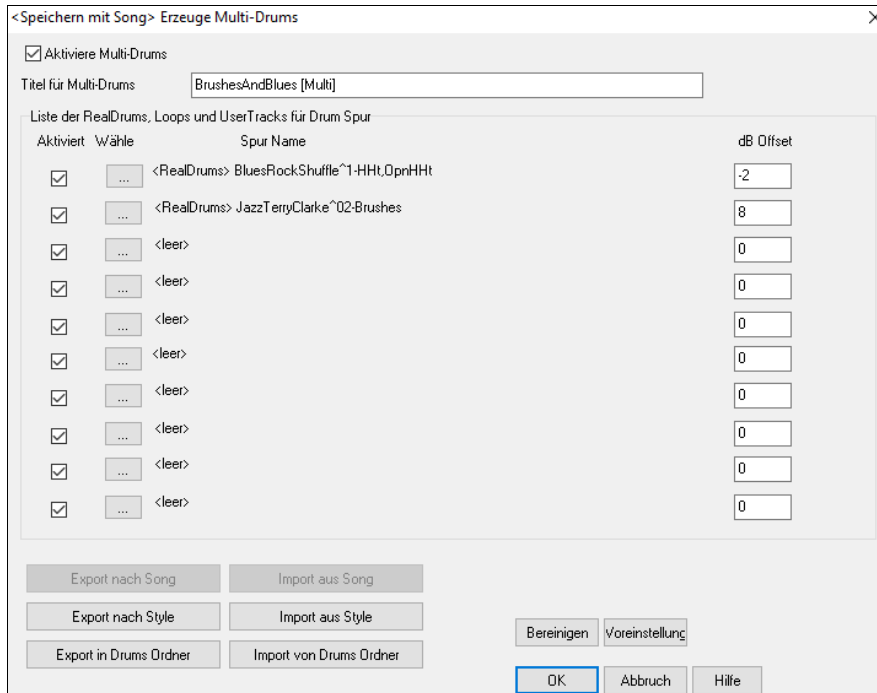 <Speichern mit Song> Erzeuge Multi-Drums
Aktiviere Multi-Drums
Titel für Multi-Drums BrushesAndBlues [Multi]
Liste der RealDrums, Loops und UserTracks für Drum Spur
Aktiviert Wähle Spur Name dB Offset
... <RealDrums> BluesRockShuffle^1-HHt,OpnHHt -2
... <RealDrums> JazzTerryClarke^02-Brushes 8
... <leer> 0
... <leer> 0
... <leer> 0
... <leer> 0
... <leer> 0
... <leer> 0
... <leer> 0
... <leer> 0
Export nach Song Import aus Song
Export nach Style Import aus Style
Bereinigen Voreinstellung
Export in Drums Ordner Import von Drums Ordner
OK Abbruch Hilfe